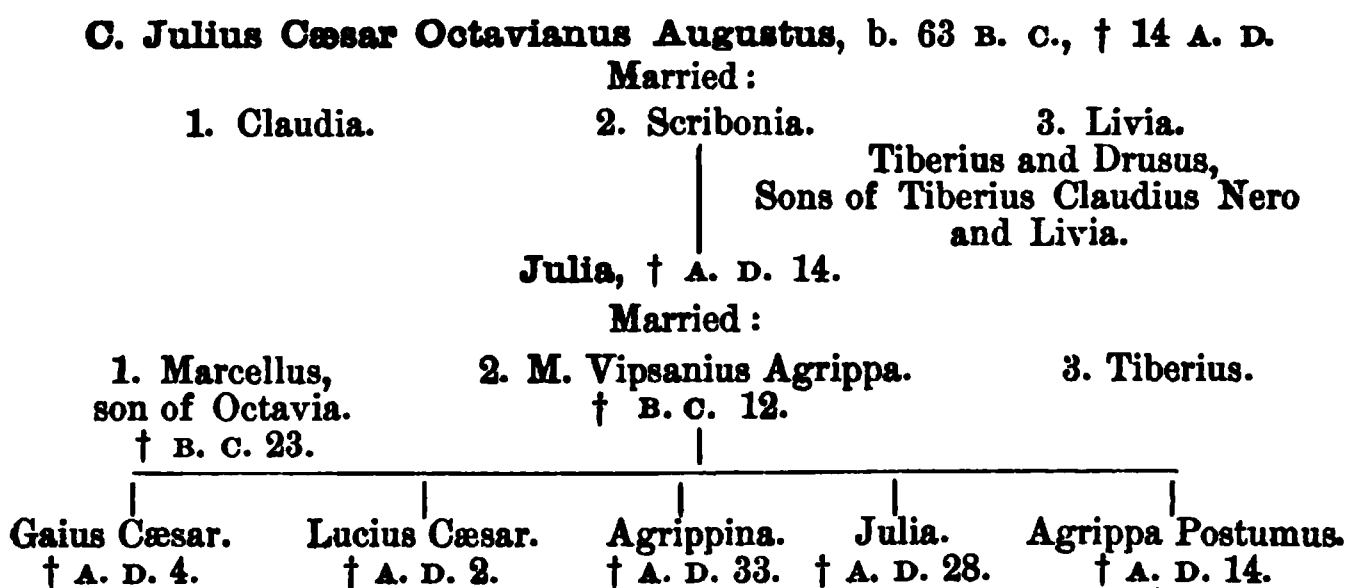 C. Julius Cæsar Octavianus Augustus, b. 63 B. C., † 14 A. D.
Married :
1. Claudia. 2. Scribonia. 3. Livia.
Tiberius and Drusus,
Sons of Tiberius Claudius Nero
and Livia.
Julia, † A. D. 14.
Married :
1. Marcellus, 2. M. Vipsanius Agrippa. 3. Tiberius.
son of Octavia. † B. C. 12.
† B. C. 23.
Gaius Cæsar. Lucius Cæsar. Agrippina. Julia. Agrippa Postumus.
† A. D. 4. † A. D. 2. † A. D. 33. † A. D. 28. † A. D. 14.